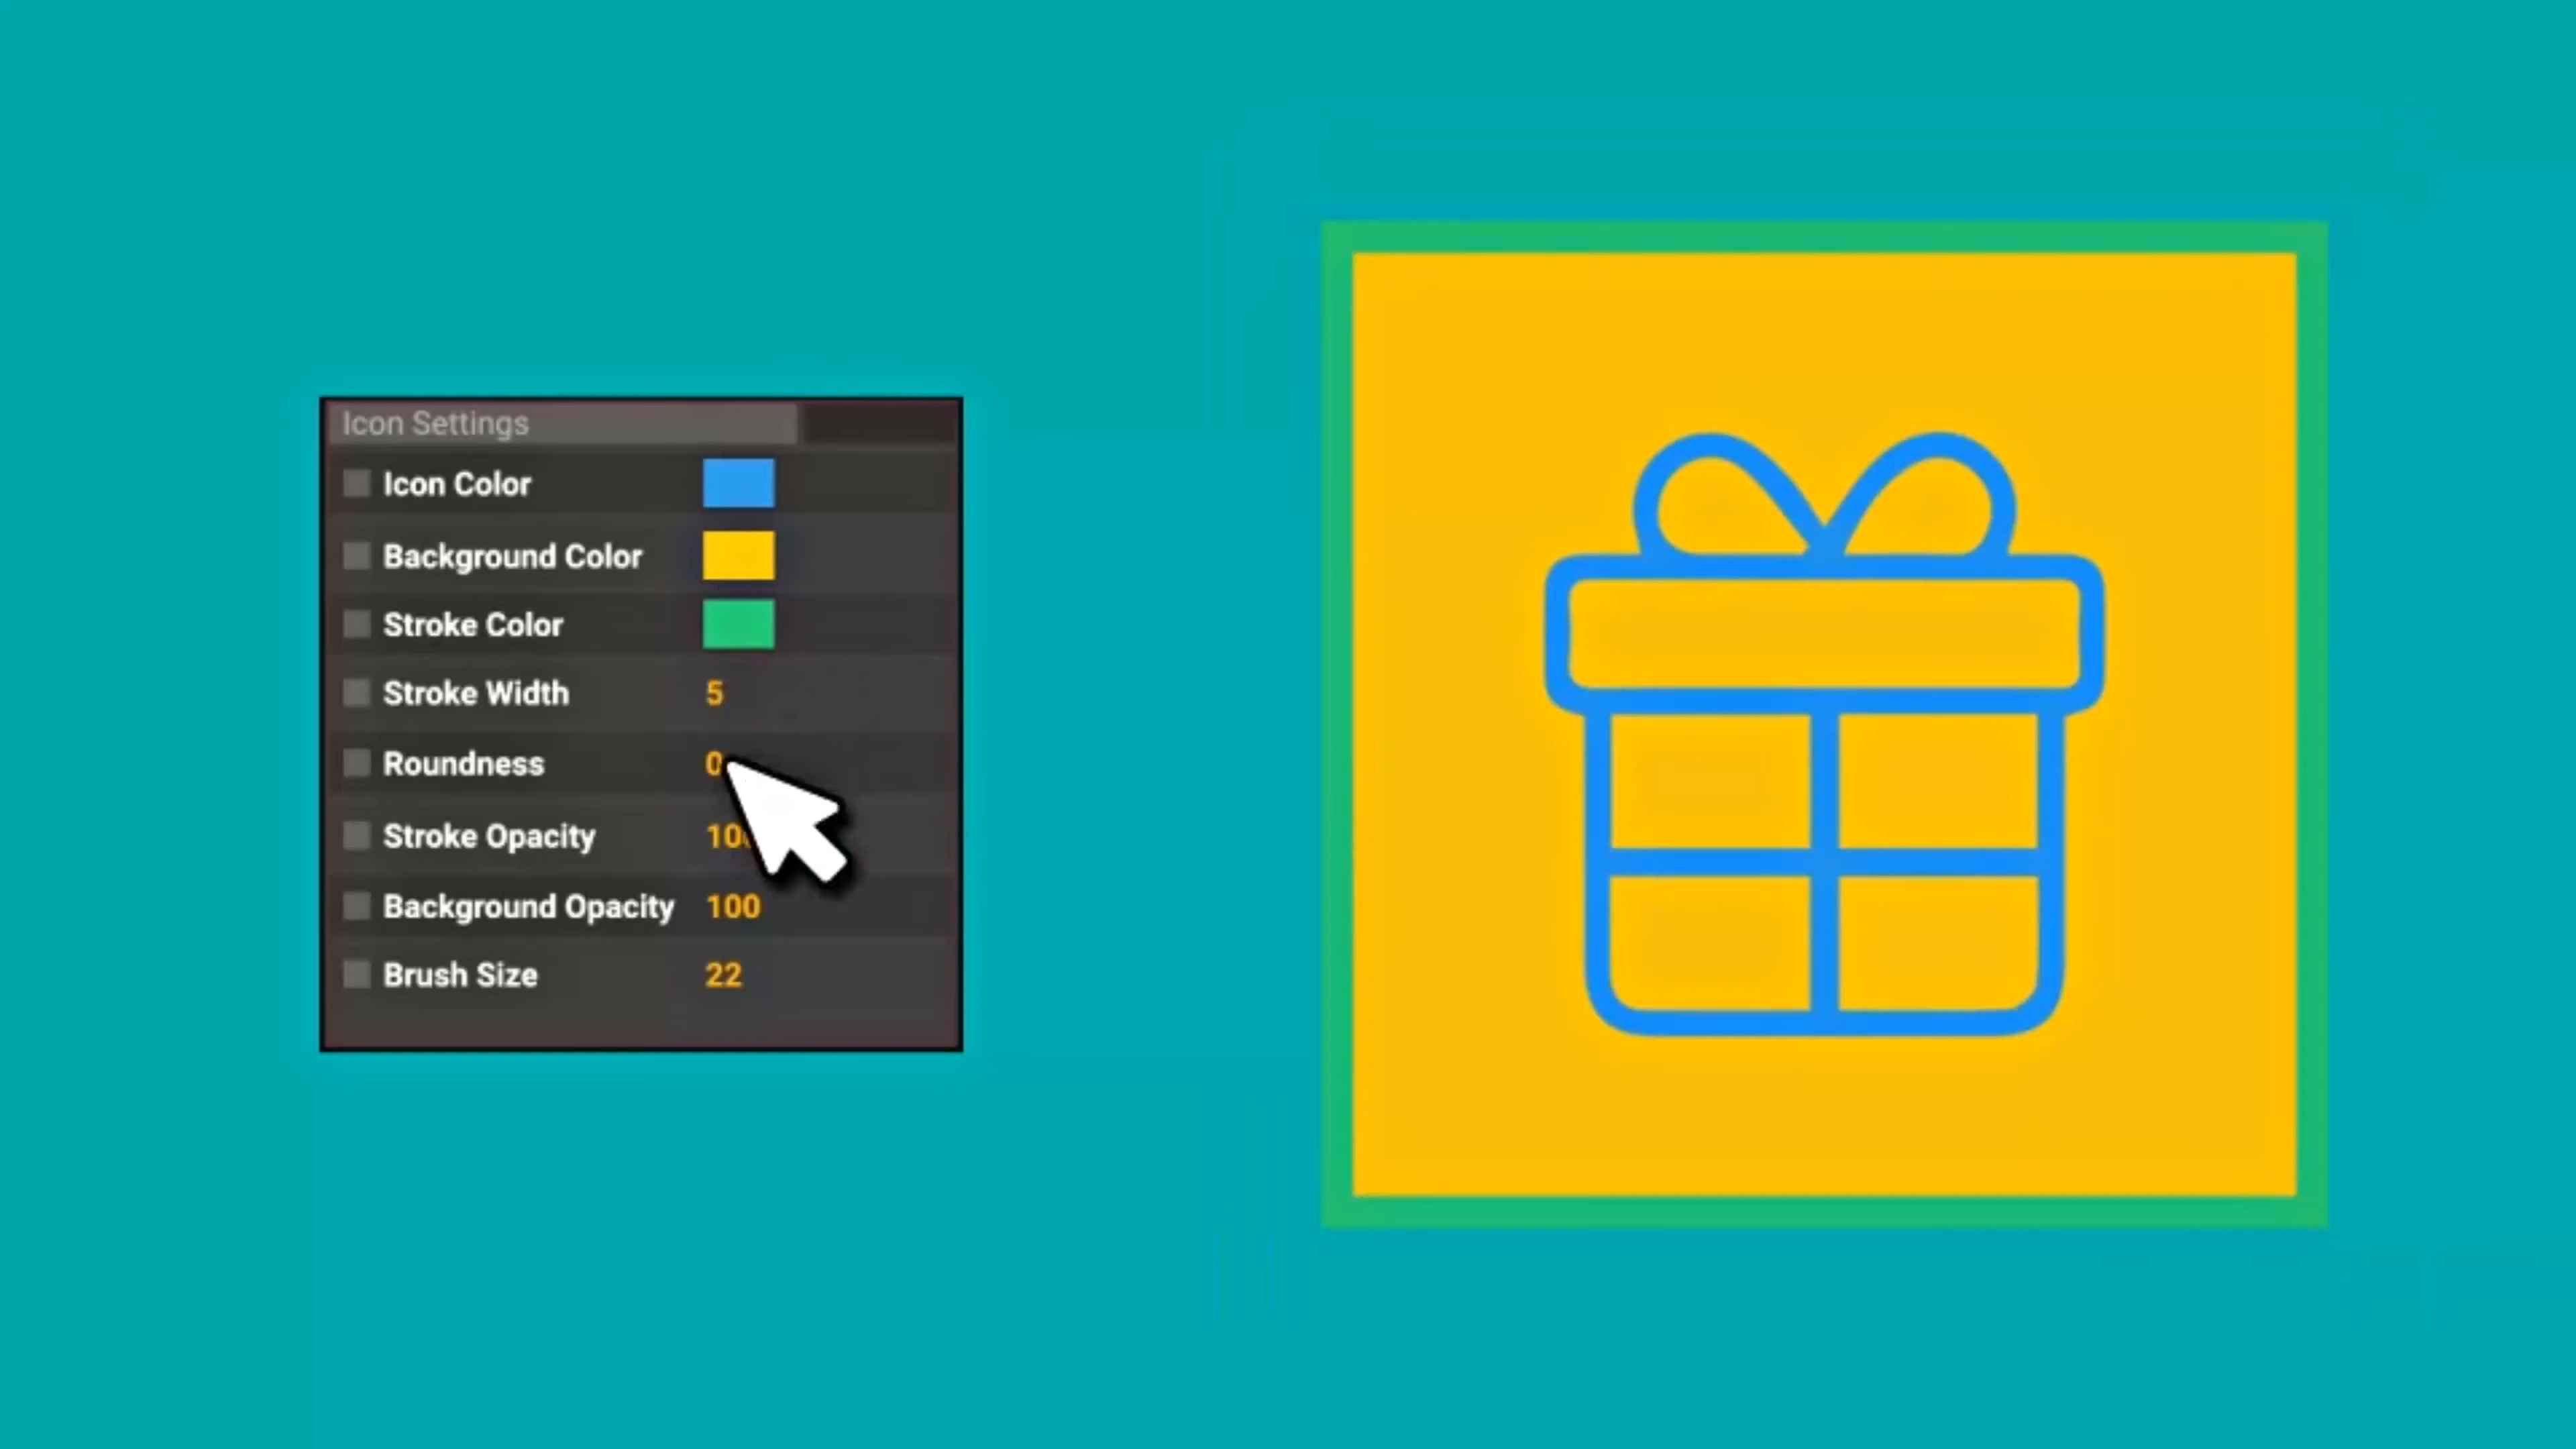 Icon Settings
Icon Color
Background Color
Stroke Color
Stroke Width 5
Roundness 0
Stroke Opacity
Background Opacity 100
Brush Size 22